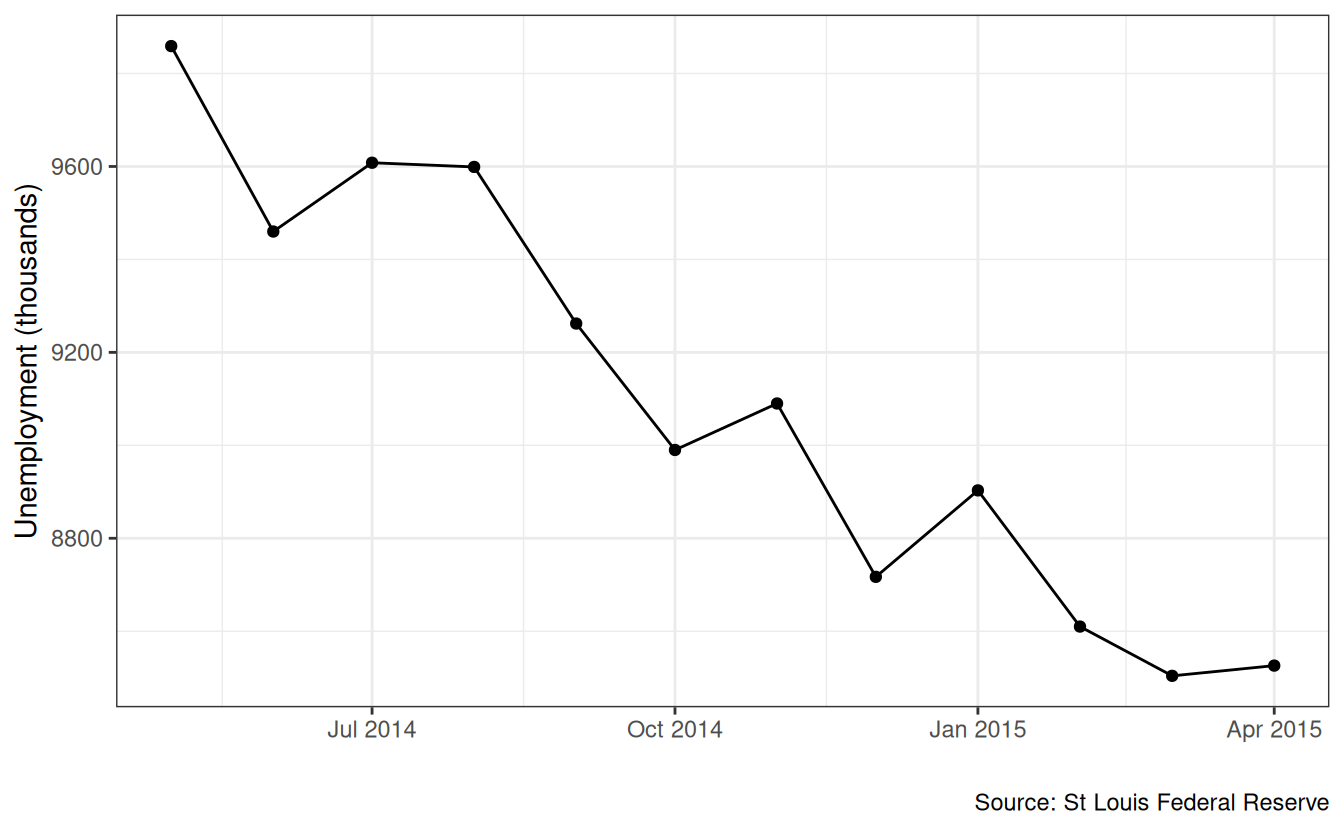 Unemployment (thousands)
9600
9200
8800
Jul 2014 Oct 2014 Jan 2015 Apr 2015
Source: St Louis Federal Reserve